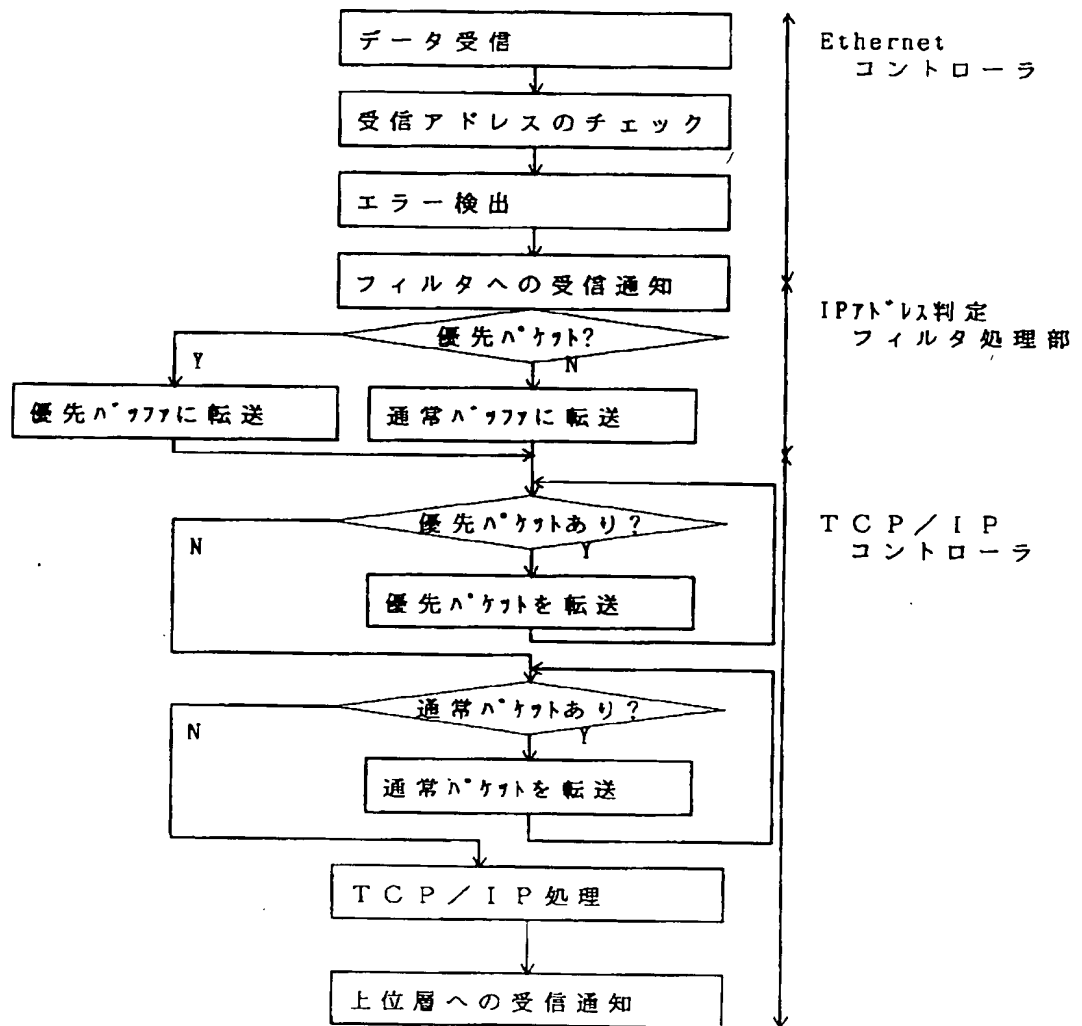 データ受信
Ethernet
コントローラ
受信アドレスのチェック
エラー検出
フィルタへの受信通知
IPｱﾄﾞﾚｽ判定
フィルタ処理部
優先ﾊﾟｹｯﾄ?
Y
N
優先ﾊﾞｯﾌｧに転送
通常ﾊﾞｯﾌｧに転送
優先ﾊﾟｹｯﾄあり?
N
Y
TCP/IP
コントローラ
優先ﾊﾟｹｯﾄを転送
通常ﾊﾟｹｯﾄあり?
N
Y
通常ﾊﾟｹｯﾄを転送
TCP/IP処理
上位層への受信通知